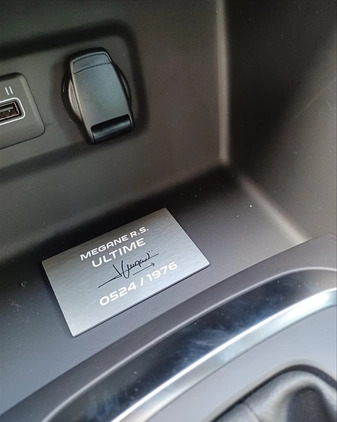 MEGANE R.S.
ULTIME
0524 / 1976